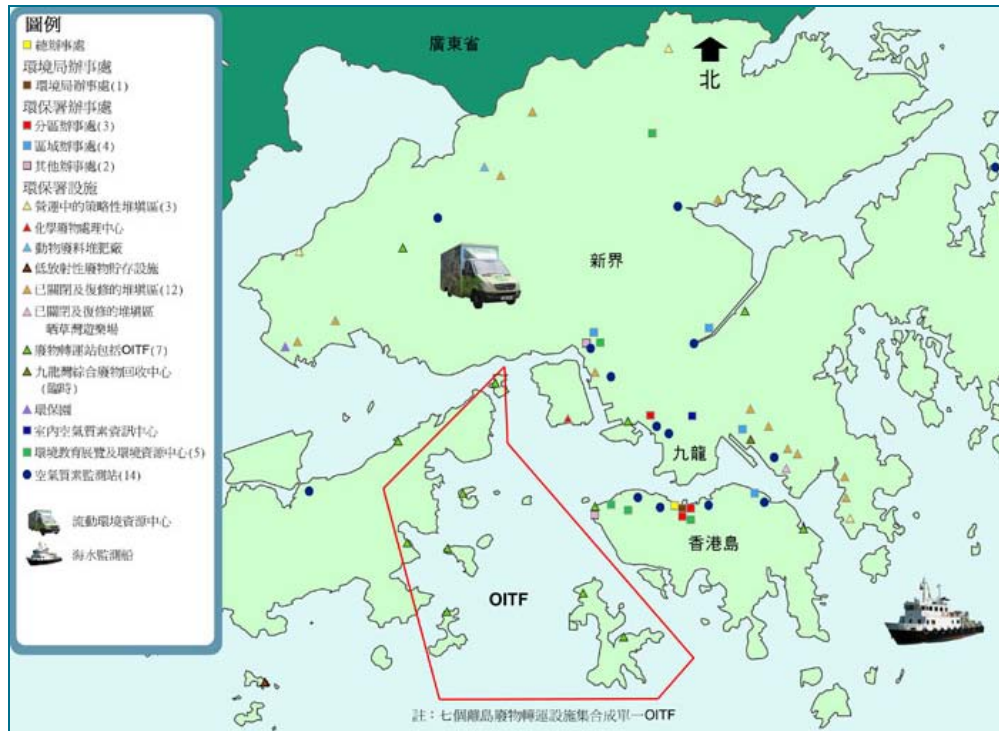 圖例
總辦事處
環境局辦事處
環境局辦事處(1)
環保署辦事處
分區辦事處(3)
區域辦事處(4)
其他辦事處(2)
環保署設施
營運中的策略性堆填區(3)
化學廢物處理中心
動物廢料堆肥廠
低放射性廢物貯存設施
已關閉及復修的堆填區(12)
已關閉及復修的堆填區
晒草灣遊樂場
廢物轉運站包括OITF(7)
九龍灣綜合廢物回收中心
(臨時)
環保園
室內空氣質素資訊中心
環境教育展覽及環境資源中心(5)
空氣質素監測站(14)
流動環境資源中心
海水監測船
廣東省
北
新界
九龍
香港島
OITF
註：七個離島廢物轉運設施集合成單一OITF